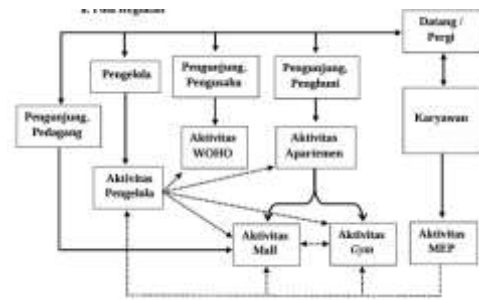 Datang /
Pergi
Pengelola
Pengunjung,
Pengusaha
Pengunjung,
Penghuni
Pengunjung,
Pedagang
Karyawan
Aktivitas
WOHO
Aktivitas
Apartemen
Aktivitas
Pengelola
Aktivitas
Mall
Aktivitas
Gym
Aktivitas
MEP